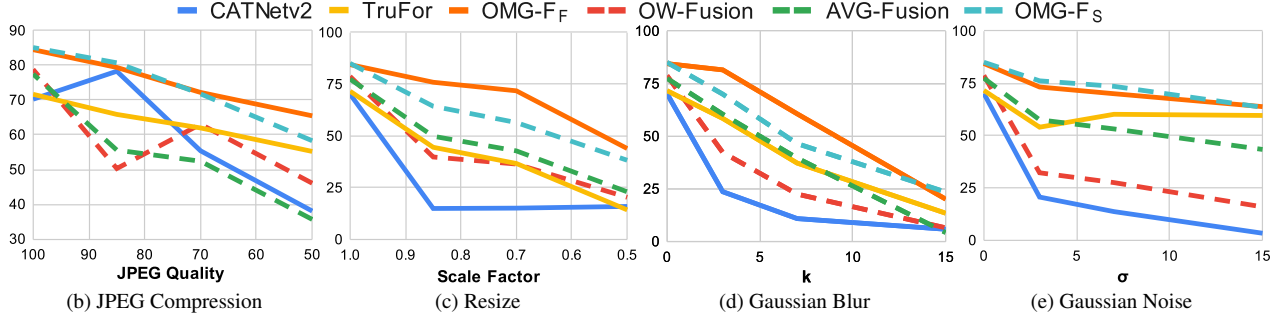 CATNetv2 TruFor OMG-F_F OW-Fusion AVG-Fusion OMG-F_S
90
80
70
60
50
40
30
100 90 80 70 60 50
JPEG Quality
(b) JPEG Compression
100
75
50
25
0
1.0 0.9 0.8 0.7 0.6 0.5
Scale Factor
(c) Resize
100
75
50
25
0
0 5 10 15
k
(d) Gaussian Blur
100
75
50
25
0
0 5 10 15
σ
(e) Gaussian Noise